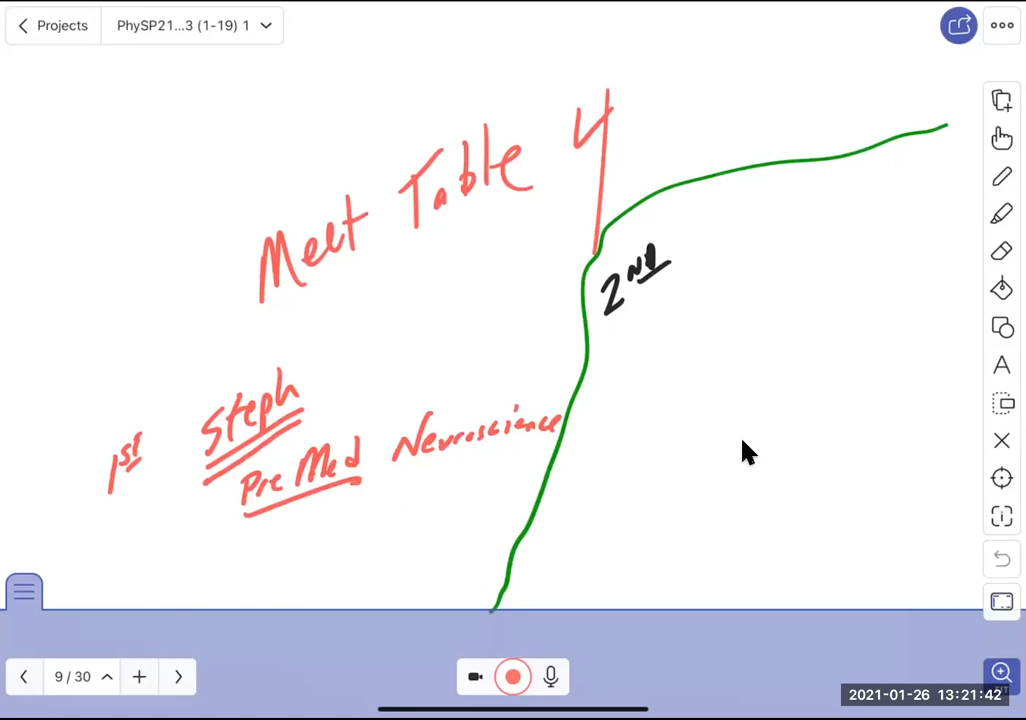 Projects
PhySP21...3 (1-19) 1
Meet Table 4
2ND
1st Steph
Pre Med Neuroscience
9 / 30
2021-01-26 13:21:42